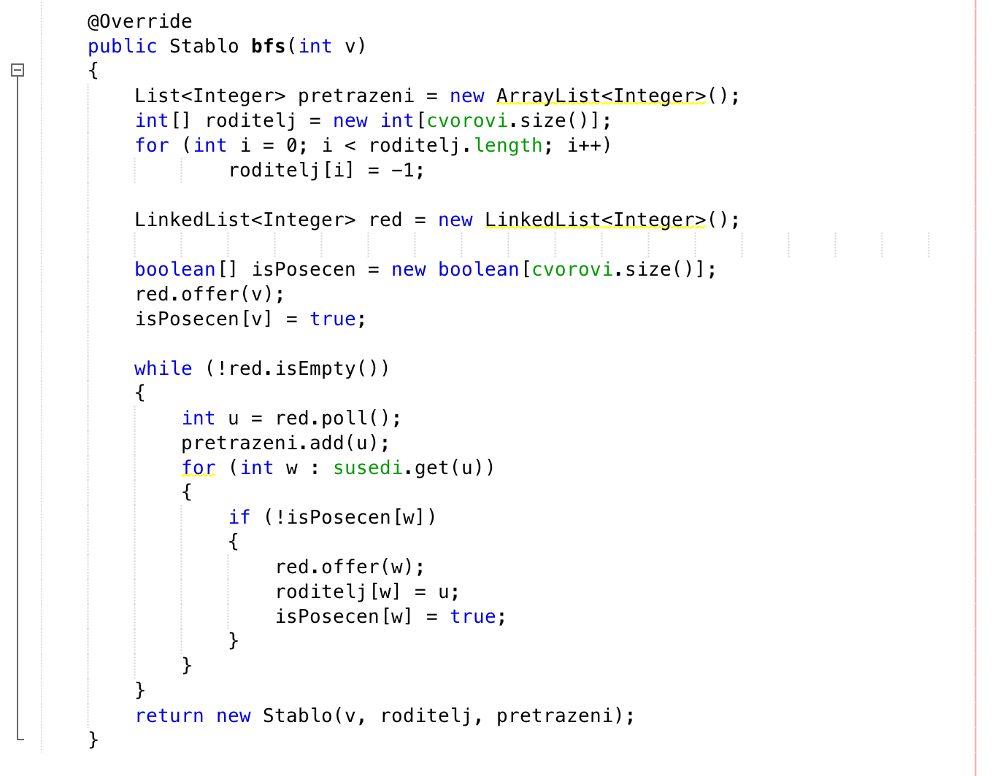 @Override
public Stablo bfs(int v)
{
List<Integer> pretrazeni = new ArrayList<Integer>();
int[] roditelj = new int[cvorovi.size()];
for (int i = 0; i < roditelj.length; i++)
roditelj[i] = -1;
LinkedList<Integer> red = new LinkedList<Integer>();
boolean[] isPosecen = new boolean[cvorovi.size()];
red.offer(v);
isPosecen[v] = true;
while (!red.isEmpty())
{
int u = red.poll();
pretrazeni.add(u);
for (int w : susedi.get(u))
{
if (!isPosecen[w])
{
red.offer(w);
roditelj[w] = u;
isPosecen[w] = true;
}
}
}
return new Stablo(v, roditelj, pretrazeni);
}